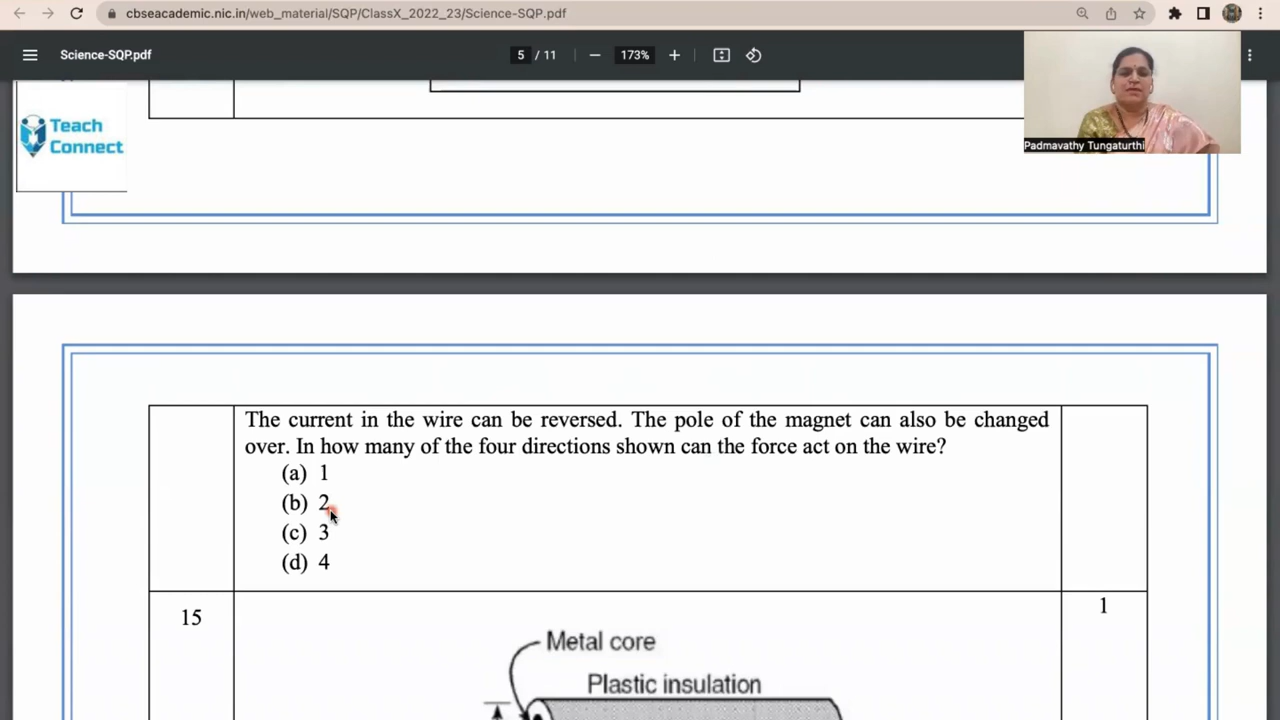 cbseacademic.nic.in/web_material/SQP/ClassX_2022_23/Science-SQP.pdf
Science-SQP.pdf
5 / 11
173%
Teach
Connect
Padmavathy Tungaturthi
The current in the wire can be reversed. The pole of the magnet can also be changed
over. In how many of the four directions shown can the force act on the wire?
(a) 1
(b) 2
(c) 3
(d) 4
15
1
Metal core
Plastic insulation